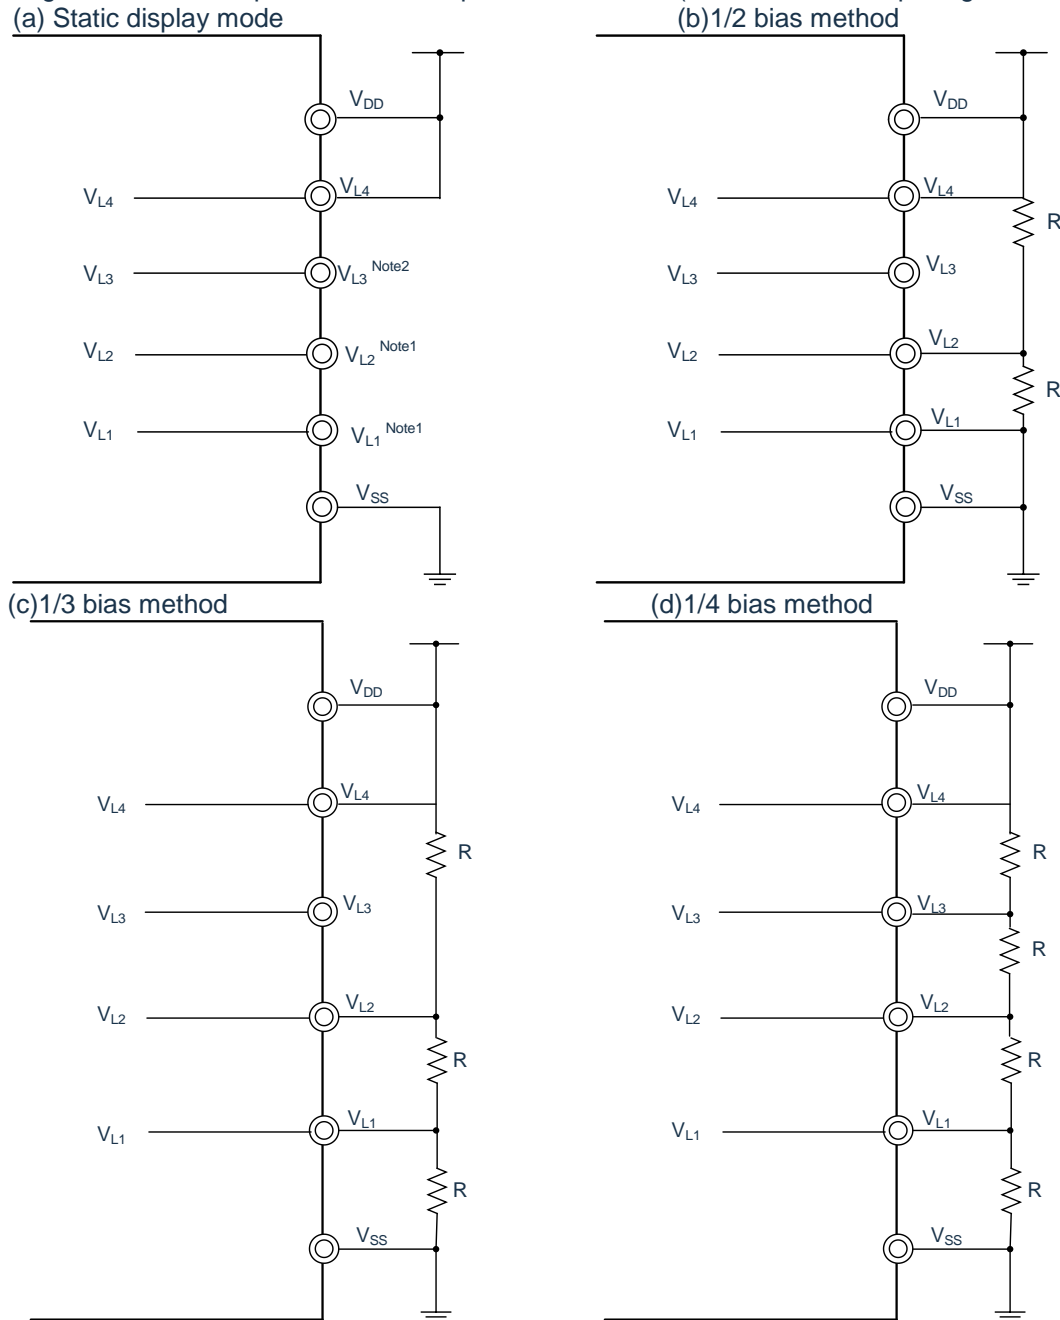 (a) Static display mode
(b)1/2 bias method
VDD
VL4 VL4
VL3 VL3 Note2
VL2 VL2 Note1
VL1 VL1 Note1
VSS
VDD
VL4 VL4
R
VL3 VL3
VL2 VL2
R
VL1 VL1
VSS
(c)1/3 bias method
(d)1/4 bias method
VDD
VL4 VL4
R
VL3 VL3
VL2 VL2
R
VL1 VL1
R
VSS
VDD
VL4 VL4
R
VL3 VL3
R
VL2 VL2
R
VL1 VL1
R
VSS